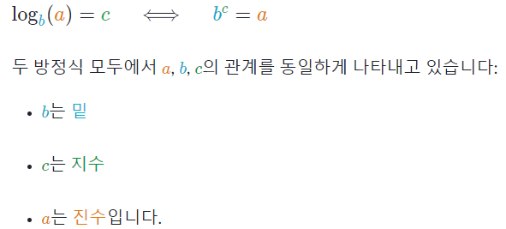 log_b(a) = c ⟺ b^c = a
두 방정식 모두에서 a, b, c의 관계를 동일하게 나타내고 있습니다:
• b는 밑
• c는 지수
• a는 진수입니다.